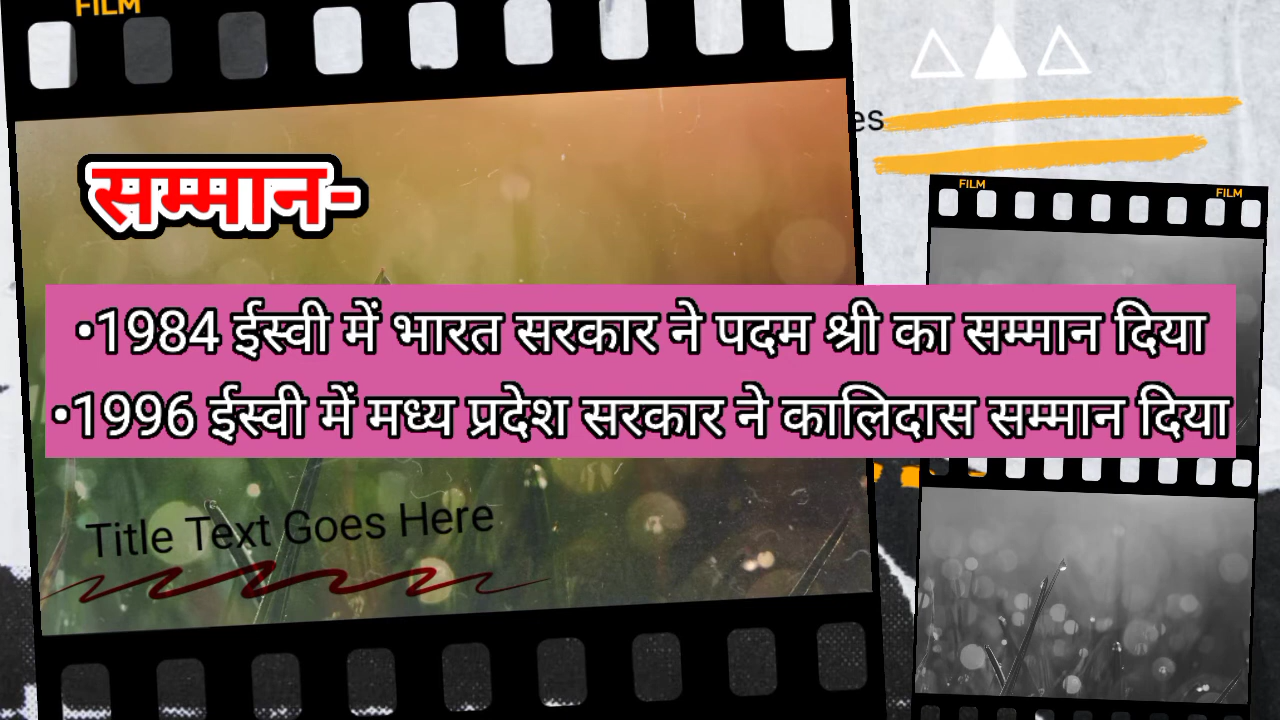 FILM
es
सम्मान-
FILM
FILM
•1984 ईस्वी में भारत सरकार ने पदम श्री का सम्मान दिया
•1996 ईस्वी में मध्य प्रदेश सरकार ने कालिदास सम्मान दिया
Title Text Goes Here